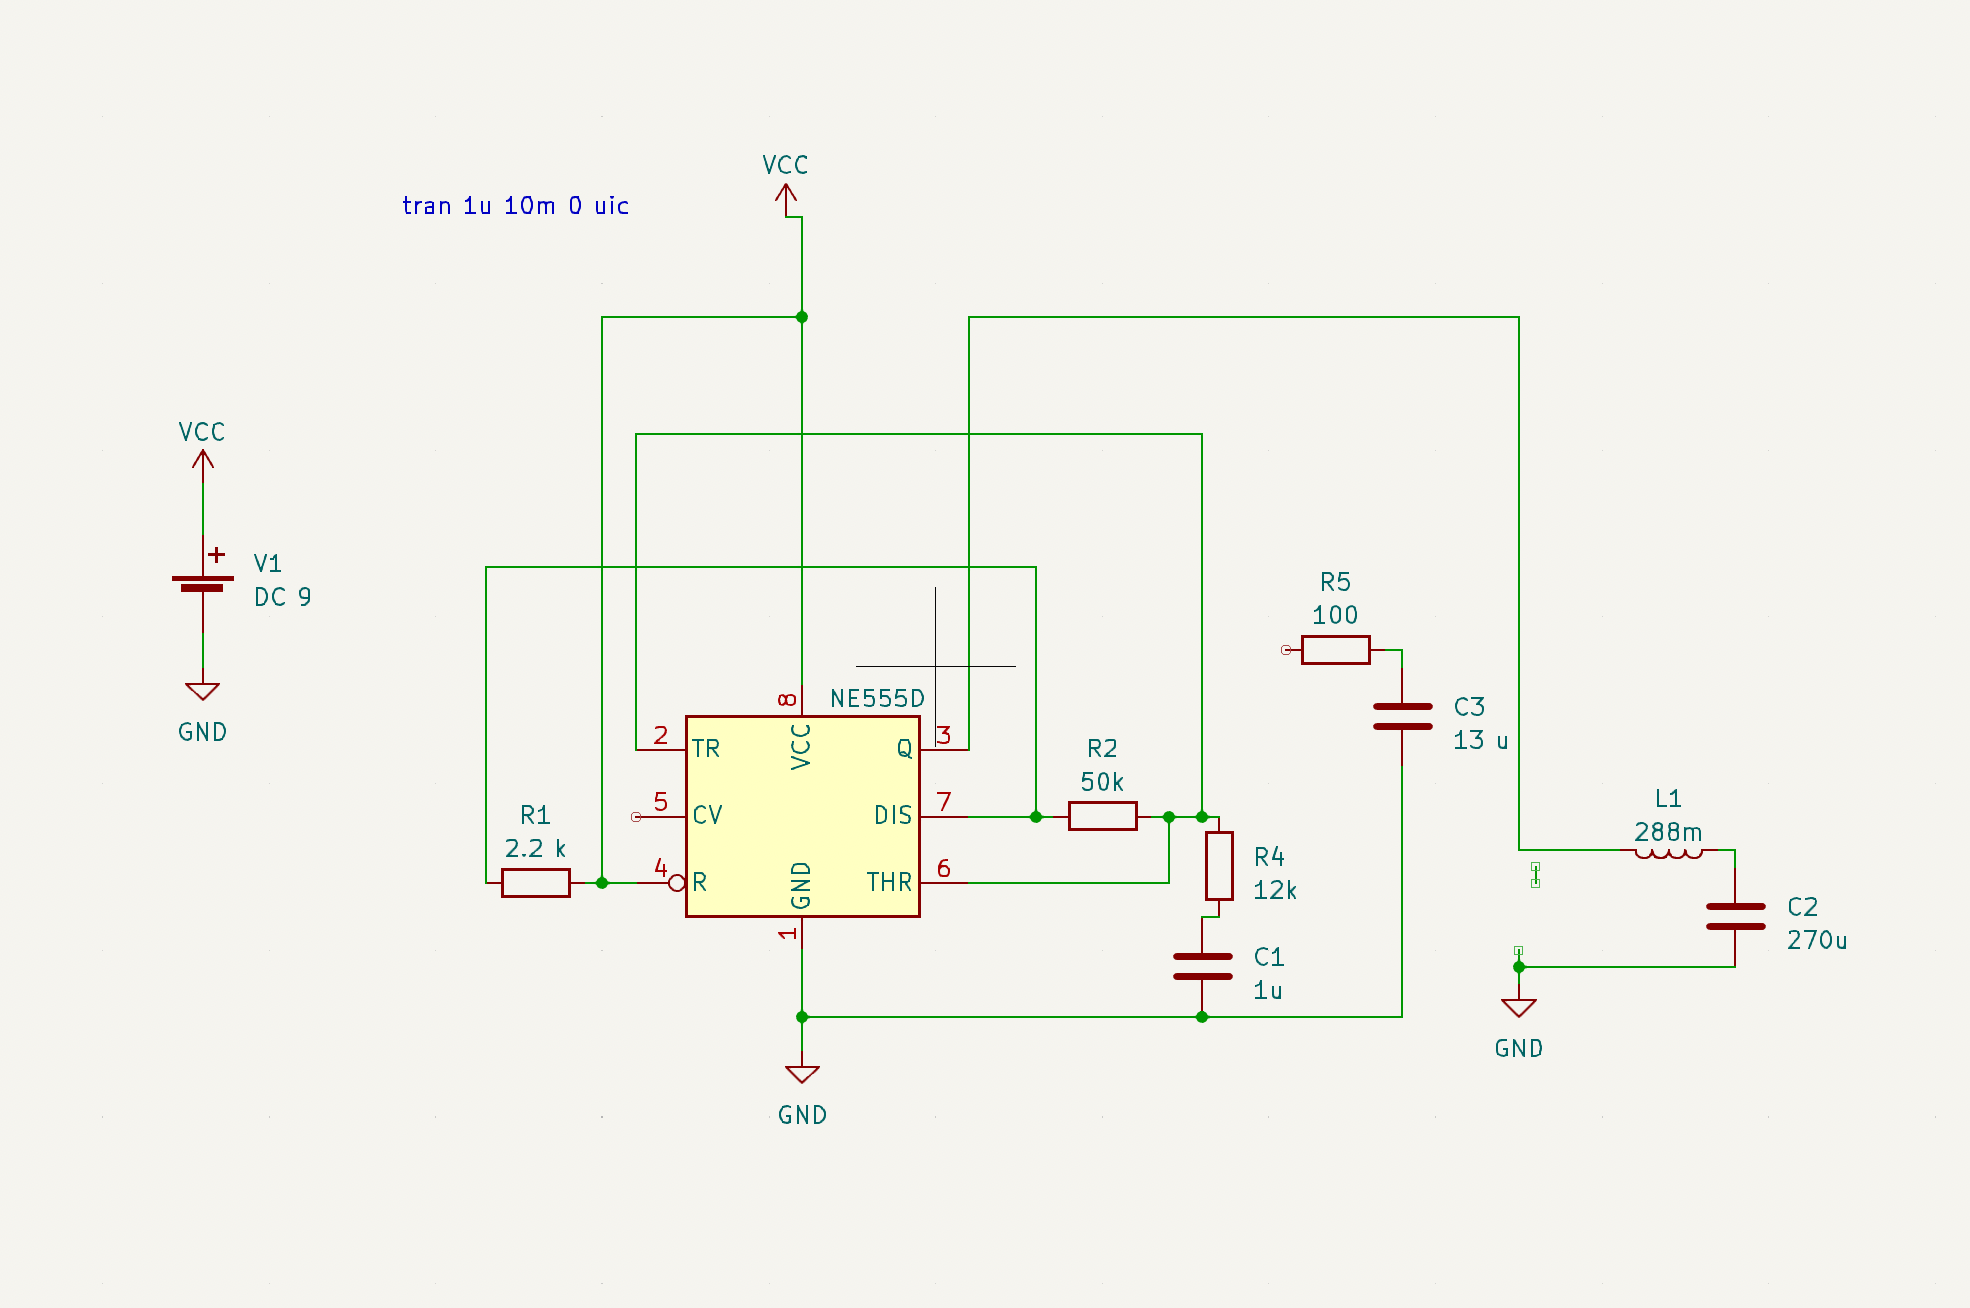 VCC
tran 1u 10m 0 uic
VCC
V1
DC 9
GND
R5
100
8
NE555D
C3
13 u
2
TR
VCC
Q
3
R2
50k
5
CV
DIS
7
R1
2.2 k
L1
288m
4
R
GND
THR
6
R4
12k
C2
270u
1
C1
1u
GND
GND